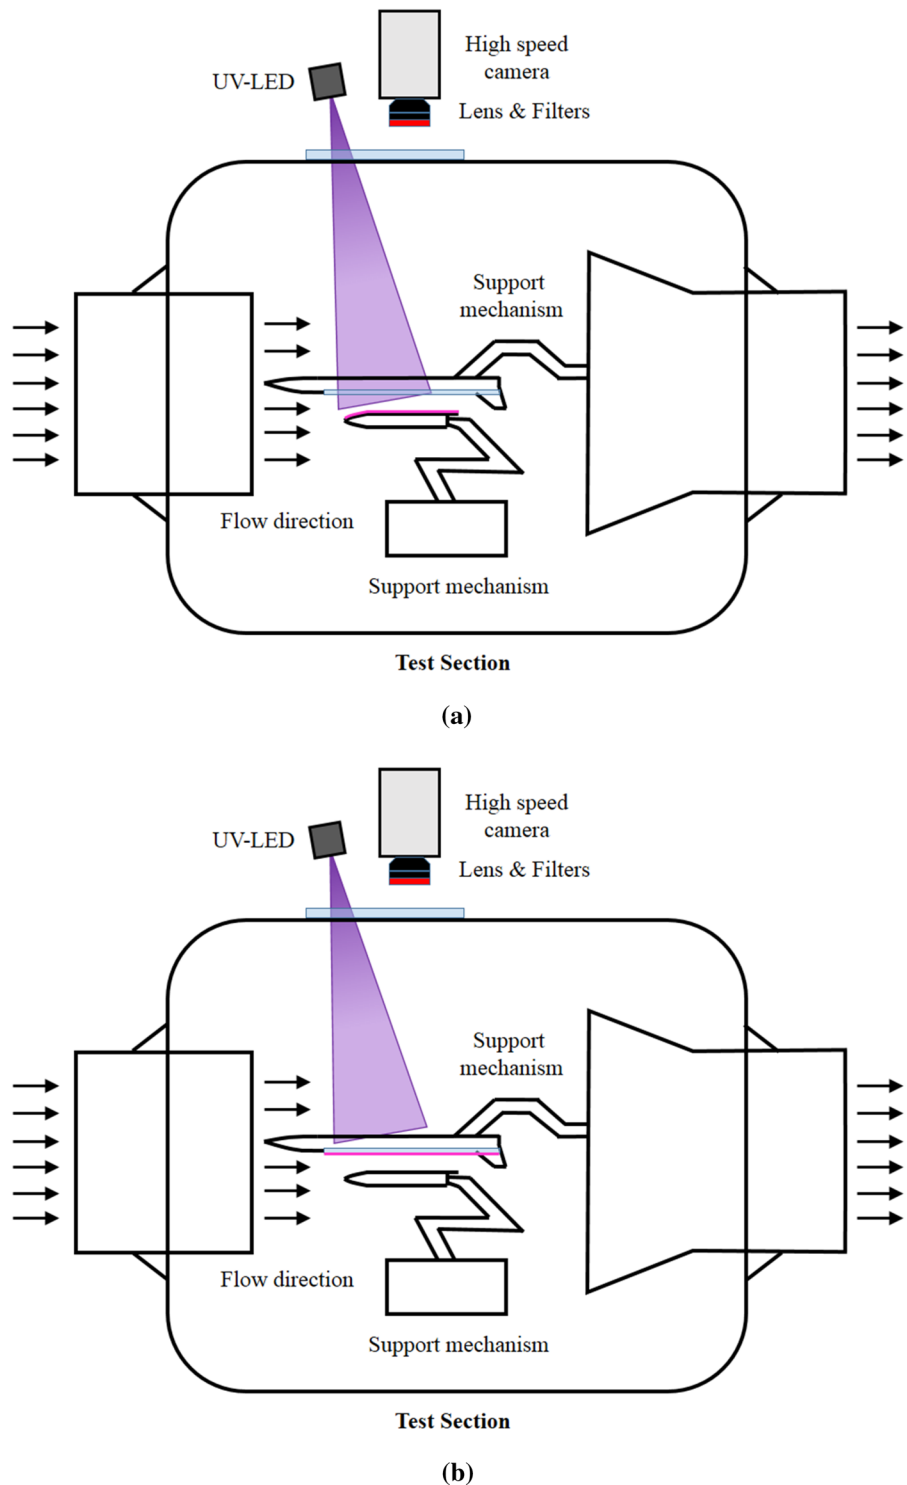 High speed
camera
UV-LED
Lens & Filters
Support
mechanism
Flow direction
Support mechanism
Test Section
(a)
High speed
camera
UV-LED
Lens & Filters
Support
mechanism
Flow direction
Support mechanism
Test Section
(b)